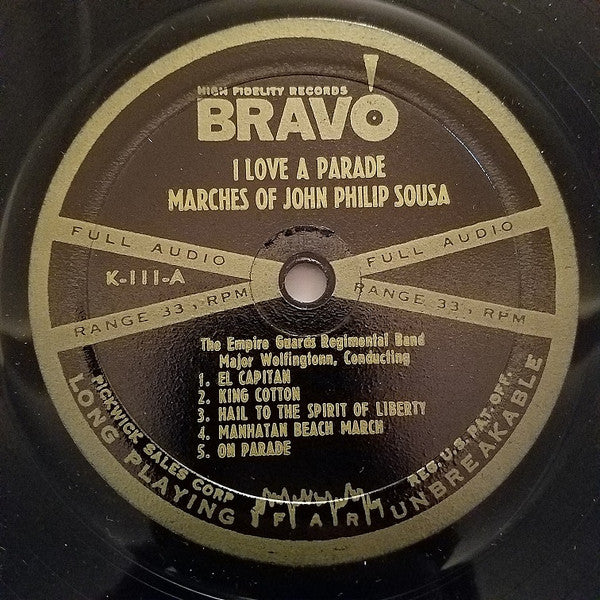 HIGH FIDELITY RECORDS
BRAVO!
I LOVE A PARADE
MARCHES OF JOHN PHILIP SOUSA
FULL AUDIO
FULL AUDIO
K-111-A
RANGE 33⅓ RPM
RANGE 33⅓ RPM
The Empire Guards Regimental Band
Major Wolfingtonn, Conducting
1. EL CAPITAN
2. KING COTTON
3. HAIL TO THE SPIRIT OF LIBERTY
4. MANHATAN BEACH MARCH
5. ON PARADE
PICKWICK SALES CORP
REG. U.S. PAT. OFF.
LONG PLAYING
FAR
UNBREAKABLE